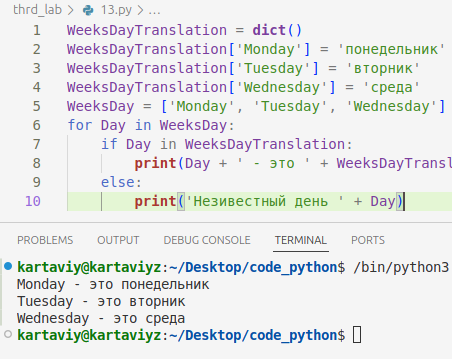 thrd_lab > 13.py > ...
1 WeeksDayTranslation = dict()
2 WeeksDayTranslation['Monday'] = 'понедельник'
3 WeeksDayTranslation['Tuesday'] = 'вторник'
4 WeeksDayTranslation['Wednesday'] = 'среда'
5 WeeksDay = ['Monday', 'Tuesday', 'Wednesday']
6 for Day in WeeksDay:
7 if Day in WeeksDayTranslation:
8 print(Day + ' - это ' + WeeksDayTransl
9 else:
10 print('Незивестный день ' + Day)
PROBLEMS OUTPUT DEBUG CONSOLE TERMINAL PORTS
kartaviy@kartaviyz:~/Desktop/code_python$ /bin/python3
Monday - это понедельник
Tuesday - это вторник
Wednesday - это среда
kartaviy@kartaviyz:~/Desktop/code_python$